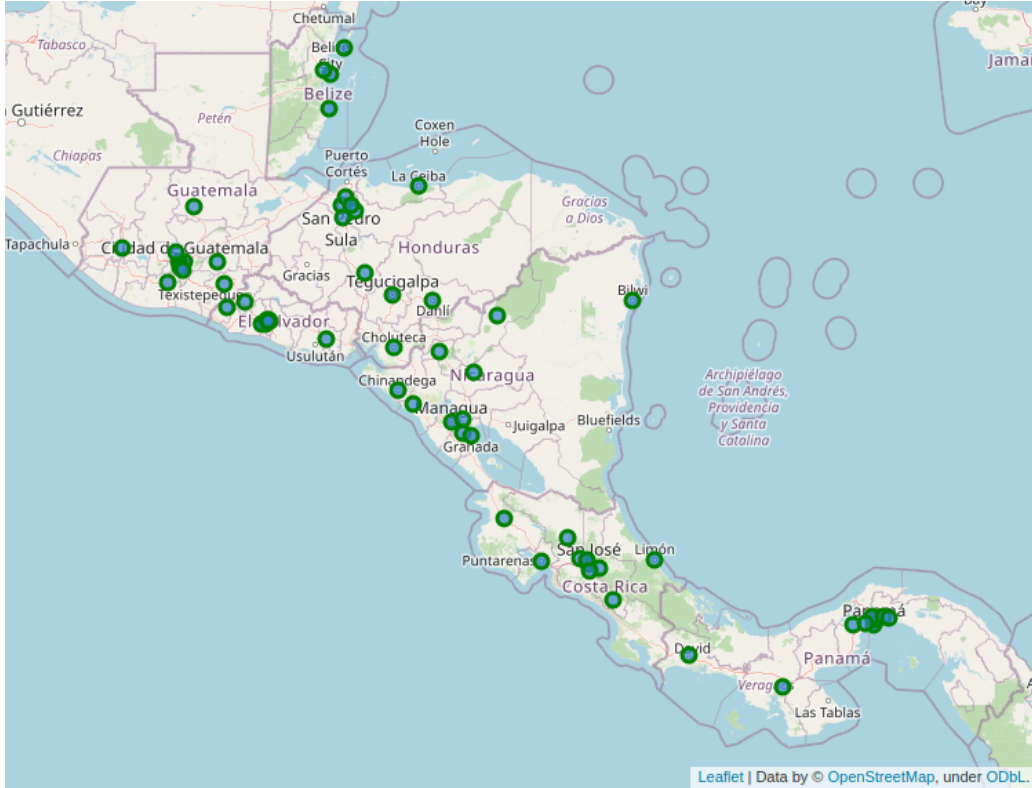 Bay
Chetumal
Tabasco
Jamai
Belize
City
Belize
Gutiérrez
Petén
Chiapas
Coxen
Hole
Puerto
Cortés
La Ceiba
Guatemala
Gracias
a Dios
San Pedro
Sula
Tapachula
Ciudad de Guatemala
Honduras
Gracias
Tegucigalpa
Texistepeque
Bilwi
Danlí
El Salvador
Choluteca
Usulután
Chinandega
Nicaragua
Archipiélago
de San Andrés,
Providencia
y Santa
Catalina
Managua
Juigalpa
Bluefields
Granada
San José
Limón
Puntarenas
Costa Rica
Panamá
David
Panamá
Veraguas
Las Tablas
Leaflet | Data by © OpenStreetMap, under ODbL.